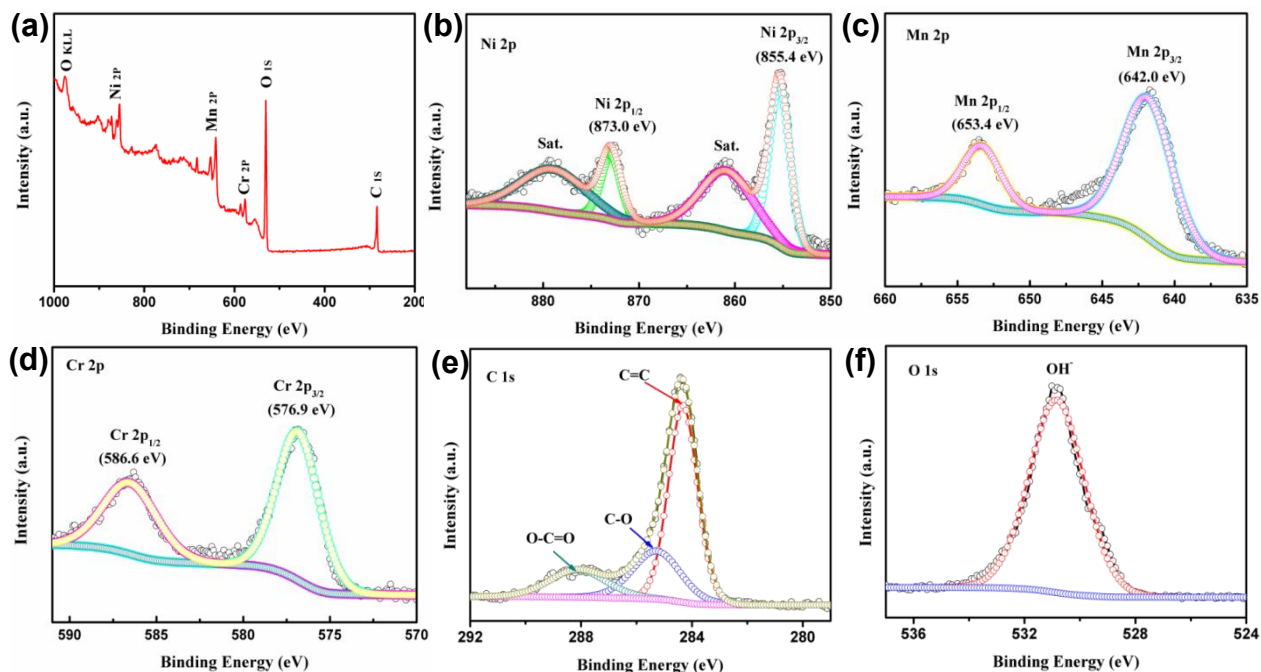 (a)
O KLL
Ni 2P
Mn 2P
Cr 2P
O 1S
C 1S
Intensity (a.u.)
1000 800 600 400 200
Binding Energy (eV)
(b)
Ni 2p
Ni 2p3/2
(855.4 eV)
Ni 2p1/2
(873.0 eV)
Sat.
Sat.
Intensity (a.u.)
880 870 860 850
Binding Energy (eV)
(c)
Mn 2p
Mn 2p3/2
(642.0 eV)
Mn 2p1/2
(653.4 eV)
Intensity (a.u.)
660 655 650 645 640 635
Binding Energy (eV)
(d)
Cr 2p
Cr 2p3/2
(576.9 eV)
Cr 2p1/2
(586.6 eV)
Intensity (a.u.)
590 585 580 575 570
Binding Energy (eV)
(e)
C 1s
C=C
C-O
O-C=O
Intensity (a.u.)
292 288 284 280
Binding Energy (eV)
(f)
O 1s
OH-
Intensity (a.u.)
536 532 528 524
Binding Energy (eV)